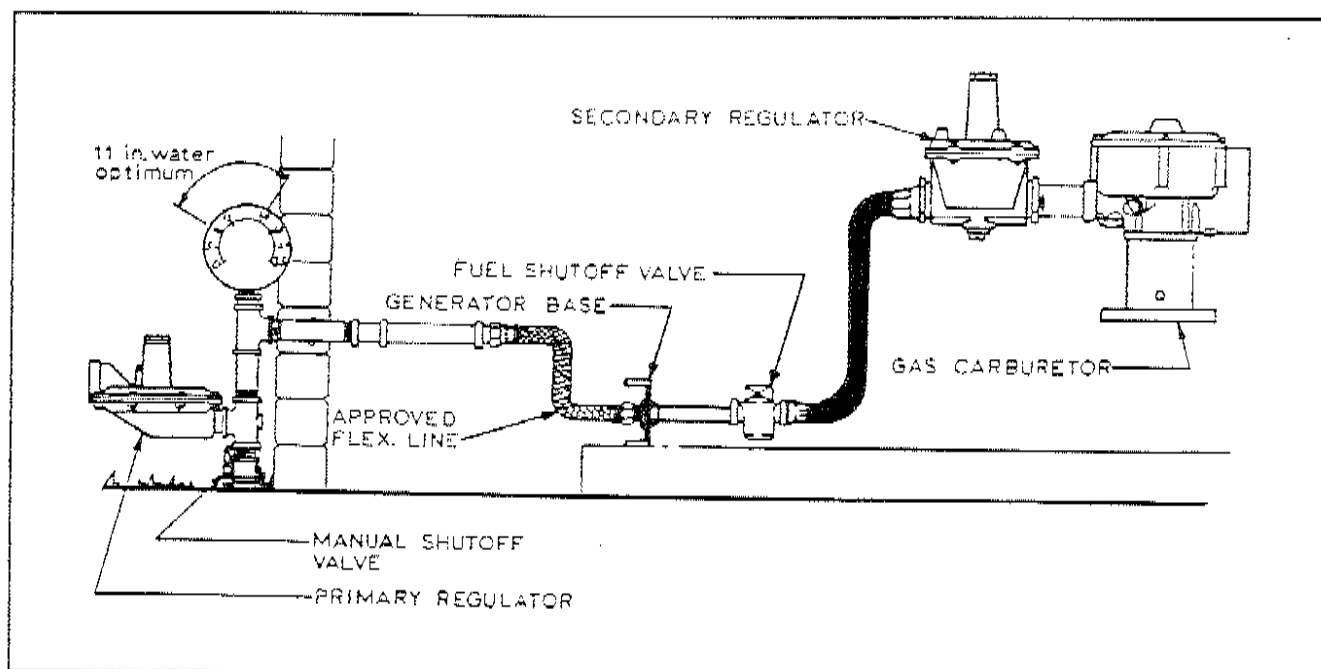 SECONDARY REGULATOR
11 in. water
optimum
FUEL SHUTOFF VALVE
GENERATOR BASE
GAS CARBURETOR
APPROVED
FLEX. LINE
MANUAL SHUTOFF
VALVE
PRIMARY REGULATOR